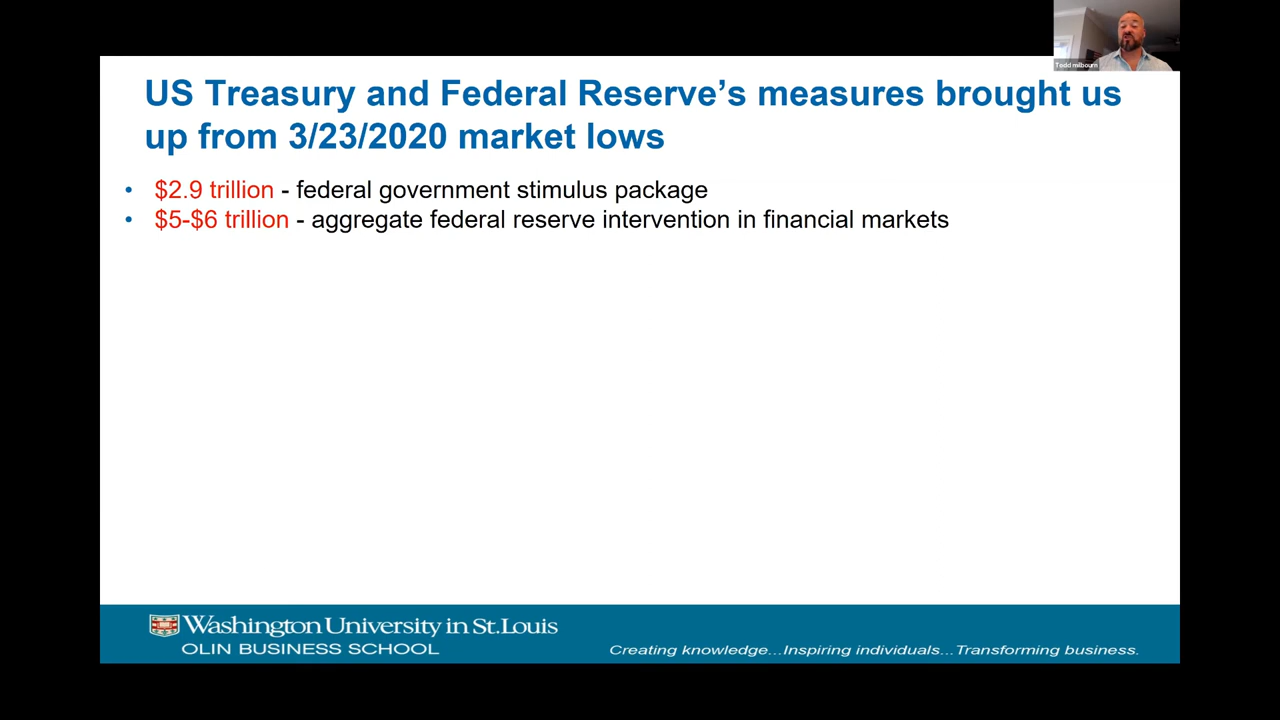 Todd milbourn
US Treasury and Federal Reserve’s measures brought us
up from 3/23/2020 market lows
• $2.9 trillion - federal government stimulus package
• $5-$6 trillion - aggregate federal reserve intervention in financial markets
Washington University in St. Louis
OLIN BUSINESS SCHOOL
Creating knowledge...Inspiring individuals...Transforming business.